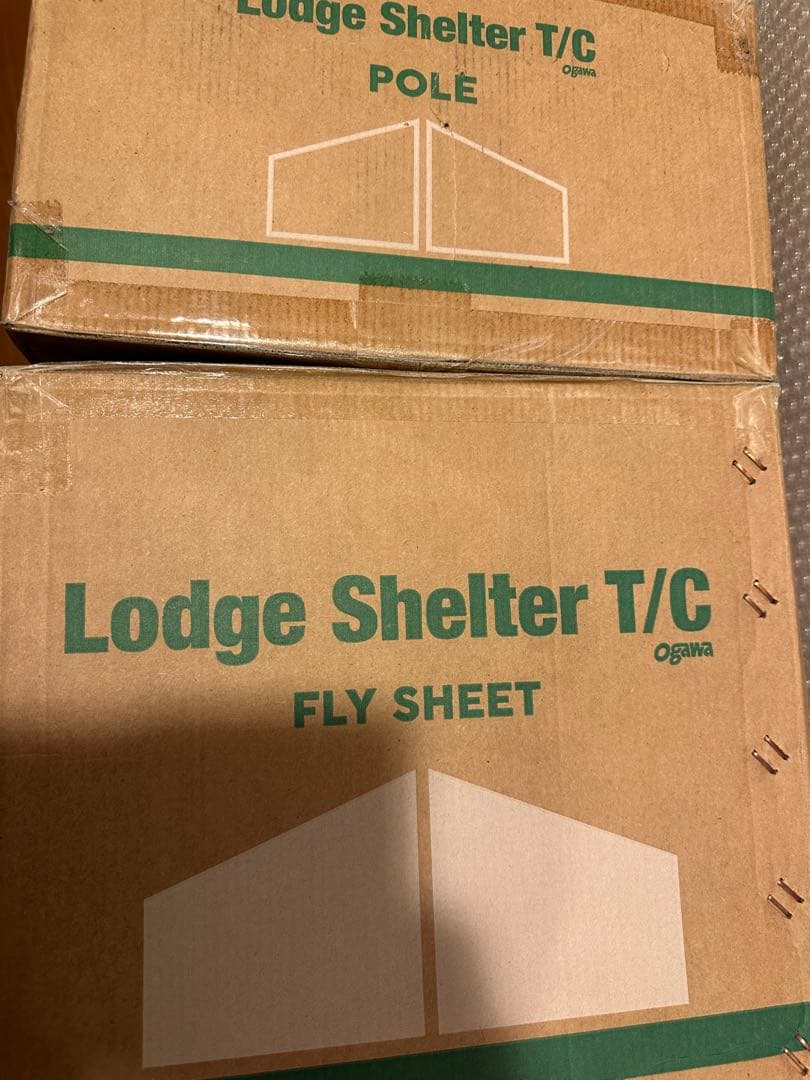 Lodge Shelter T/C
Ogawa
POLE
Lodge Shelter T/C
Ogawa
FLY SHEET